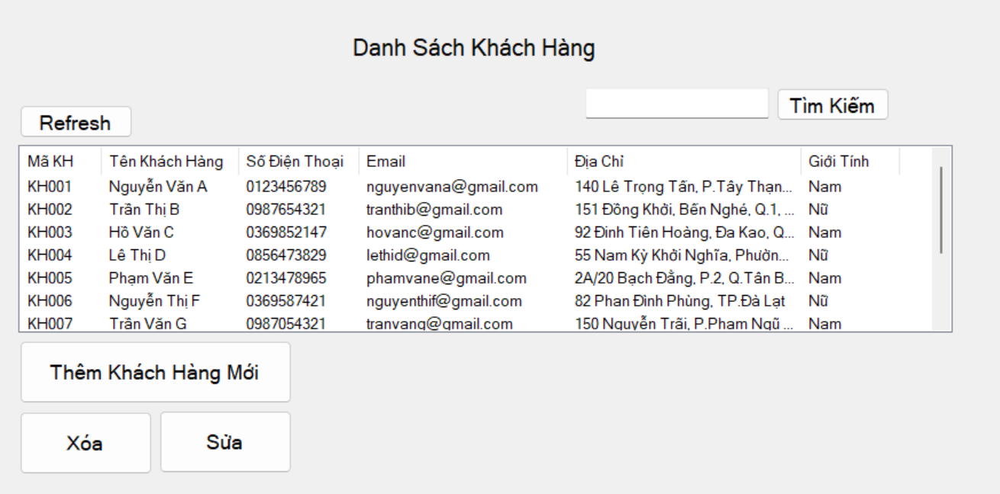 Danh Sách Khách Hàng
Tìm Kiếm
Refresh
Mã KH Tên Khách Hàng Số Điện Thoại Email Địa Chỉ Giới Tính
KH001 Nguyễn Văn A 0123456789 nguyenvana@gmail.com 140 Lê Trọng Tấn, P.Tây Thạn... Nam
KH002 Trần Thị B 0987654321 tranthib@gmail.com 151 Đồng Khởi, Bến Nghé, Q.1, ... Nữ
KH003 Hồ Văn C 0369852147 hovanc@gmail.com 92 Đinh Tiên Hoàng, Đa Kao, Q... Nam
KH004 Lê Thị D 0856473829 lethid@gmail.com 55 Nam Kỳ Khởi Nghĩa, Phườn... Nữ
KH005 Phạm Văn E 0213478965 phamvane@gmail.com 2A/20 Bạch Đằng, P.2, Q.Tân B... Nam
KH006 Nguyễn Thị F 0369587421 nguyenthif@gmail.com 82 Phan Đình Phùng, TP.Đà Lạt Nữ
KH007 Trần Văn G 0987054321 tranvang@gmail.com 150 Nguyễn Trãi, P.Phạm Ngũ ... Nam
Thêm Khách Hàng Mới
Xóa Sửa